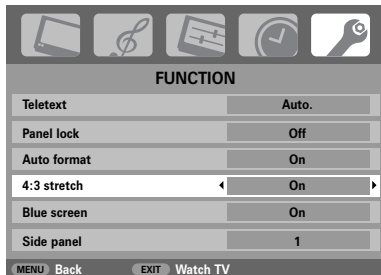 FUNCTION
Teletext Auto.
Panel lock Off
Auto format On
4:3 stretch On
Blue screen On
Side panel 1
MENU Back EXIT Watch TV